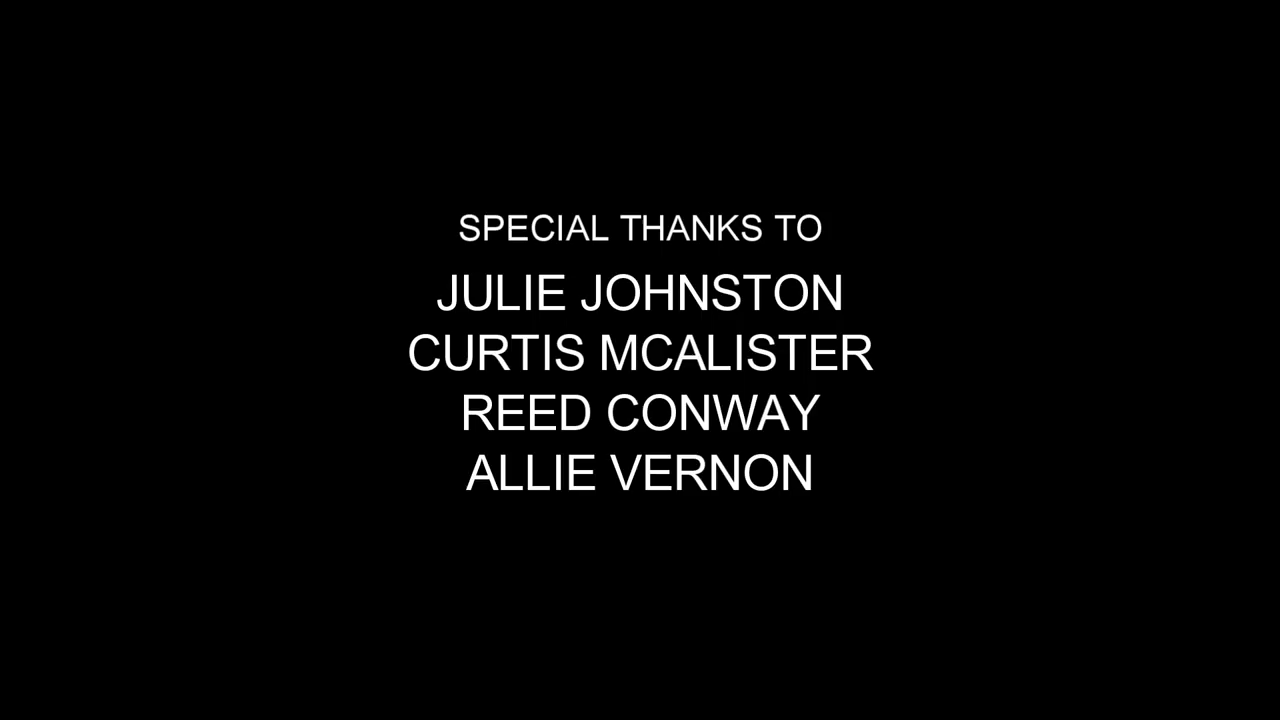 SPECIAL THANKS TO
JULIE JOHNSTON
CURTIS MCALISTER
REED CONWAY
ALLIE VERNON